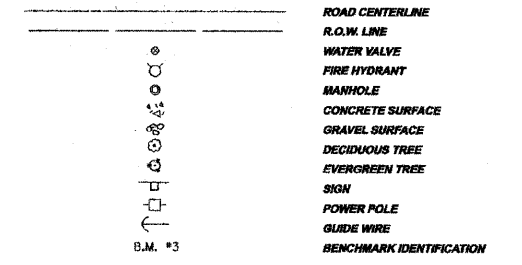 ROAD CENTERLINE
R.O.W. LINE
WATER VALVE
FIRE HYDRANT
MANHOLE
CONCRETE SURFACE
GRAVEL SURFACE
DECIDUOUS TREE
EVERGREEN TREE
SIGN
POWER POLE
GUIDE WIRE
B.M. #3 BENCHMARK IDENTIFICATION